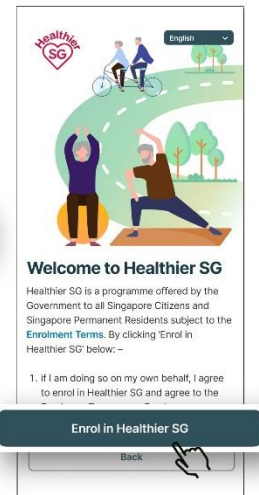 Healthier
SG
English
Welcome to Healthier SG
Healthier SG is a programme offered by the
Government to all Singapore Citizens and
Singapore Permanent Residents subject to the
Enrolment Terms. By clicking 'Enrol in
Healthier SG' below: –
1. if I am doing so on my own behalf, I agree
to enrol in Healthier SG and agree to the
Enrol in Healthier SG
Back